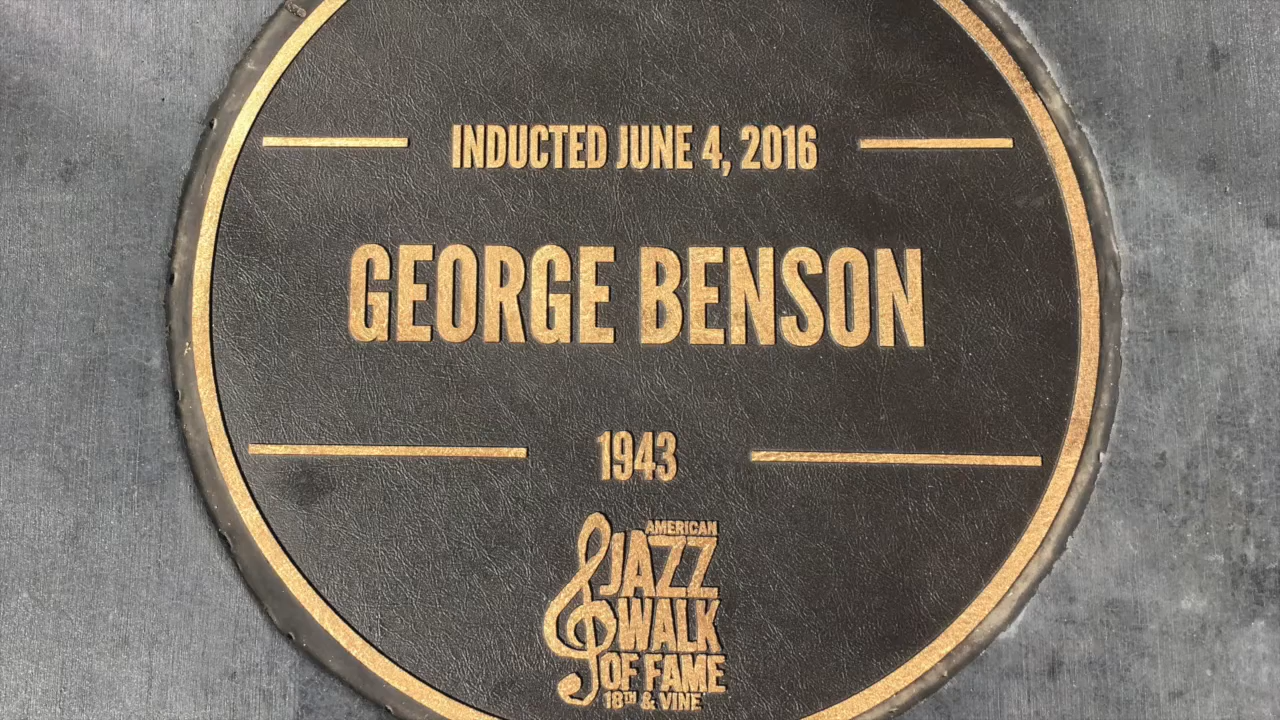 INDUCTED JUNE 4, 2016
GEORGE BENSON
1943
AMERICAN
JAZZ
WALK
OF FAME
18TH & VINE